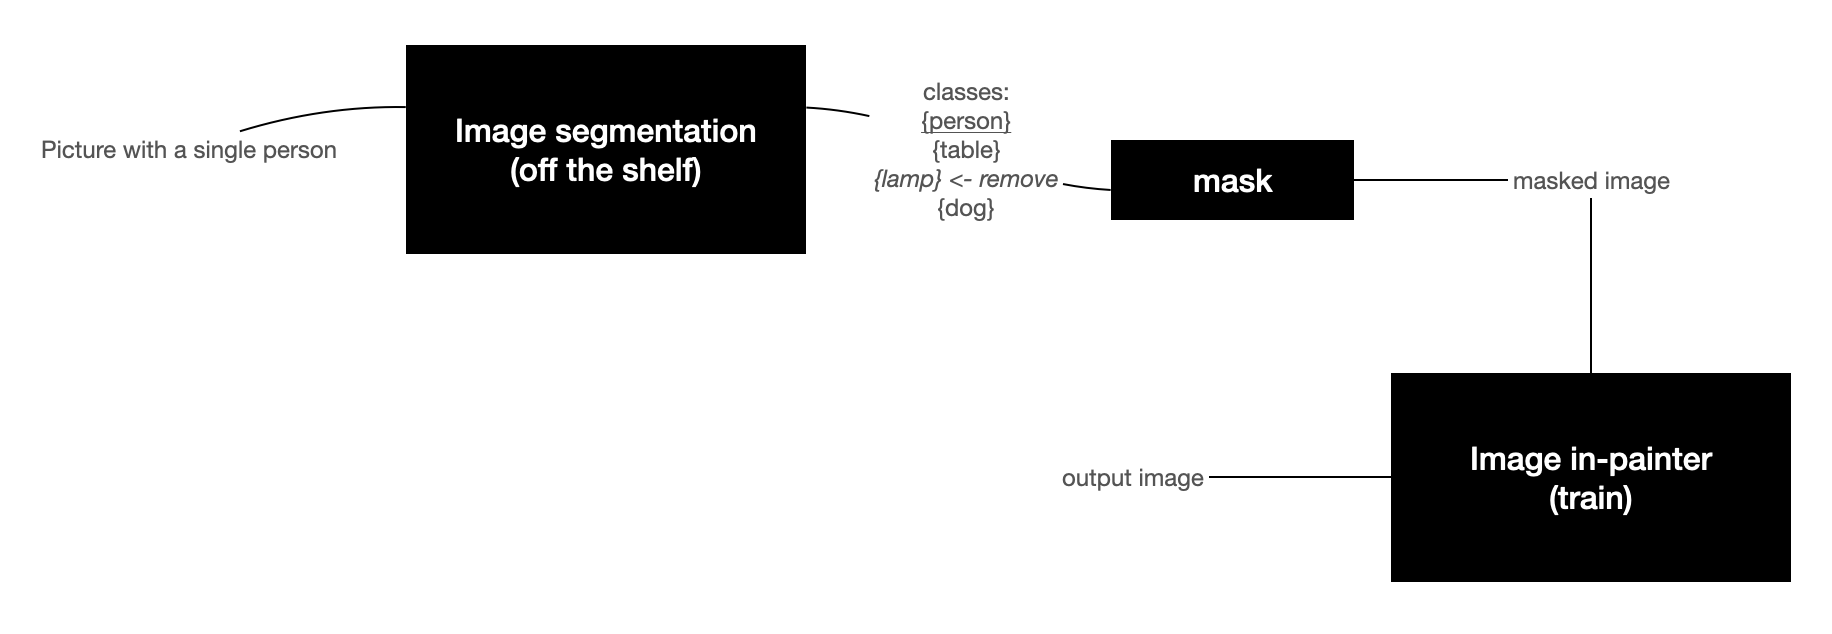 Picture with a single person
Image segmentation
(off the shelf)
classes:
{person}
{table}
{lamp} <- remove
{dog}
mask
masked image
Image in-painter
(train)
output image